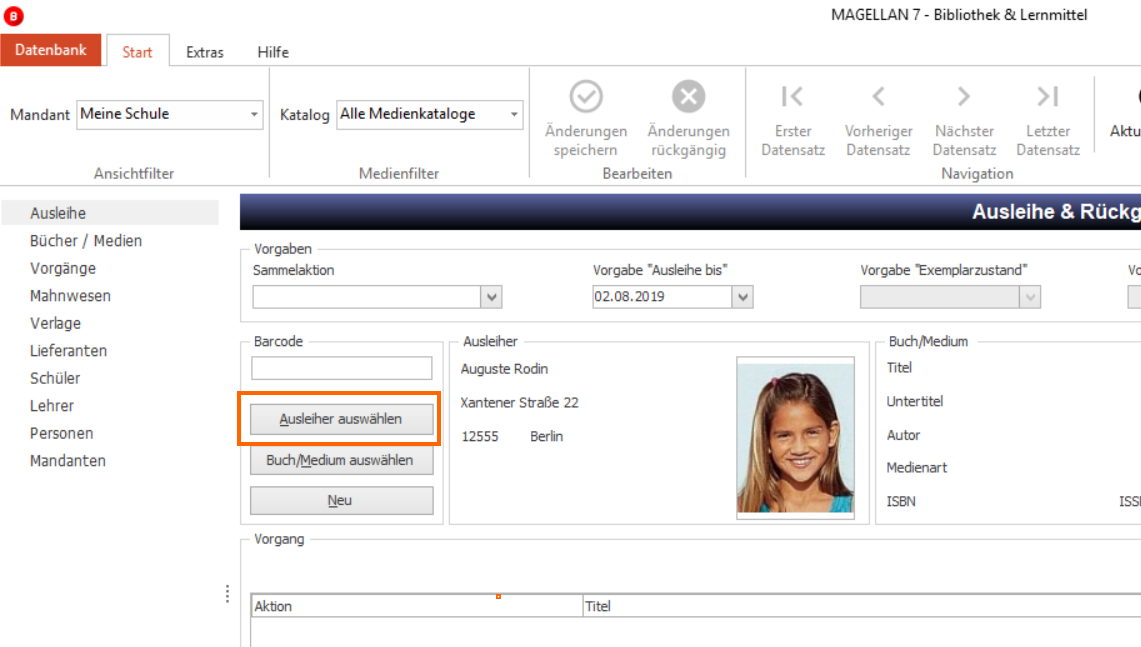 8
MAGELLAN 7 - Bibliothek & Lernmittel
Datenbank
Start
Extras
Hilfe
Mandant
Meine Schule
Katalog
Alle Medienkataloge
Änderungen speichern
Änderungen rückgängig
Erster Datensatz
Vorheriger Datensatz
Nächster Datensatz
Letzter Datensatz
Aktu
Ansichtfilter
Medienfilter
Bearbeiten
Navigation
Ausleihe
Bücher / Medien
Vorgänge
Mahnwesen
Verlage
Lieferanten
Schüler
Lehrer
Personen
Mandanten
Ausleihe & Rückg
Vorgaben
Sammelaktion
Vorgabe "Ausleihe bis"
02.08.2019
Vorgabe "Exemplarzustand"
Vo
Barcode
Ausleiher auswählen
Buch/Medium auswählen
Neu
Ausleiher
Auguste Rodin
Xantener Straße 22
12555 Berlin
Buch/Medium
Titel
Untertitel
Autor
Medienart
ISBN
ISS
Vorgang
Aktion
Titel